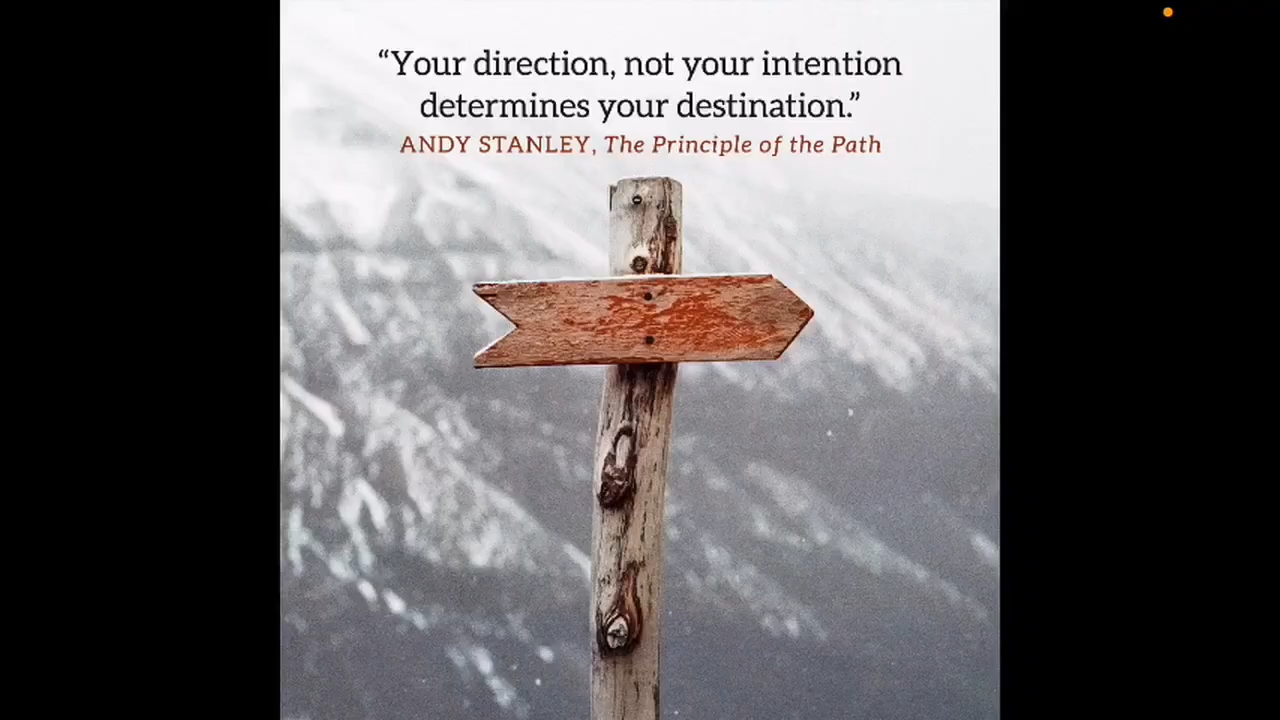 “Your direction, not your intention
determines your destination.”
ANDY STANLEY, The Principle of the Path